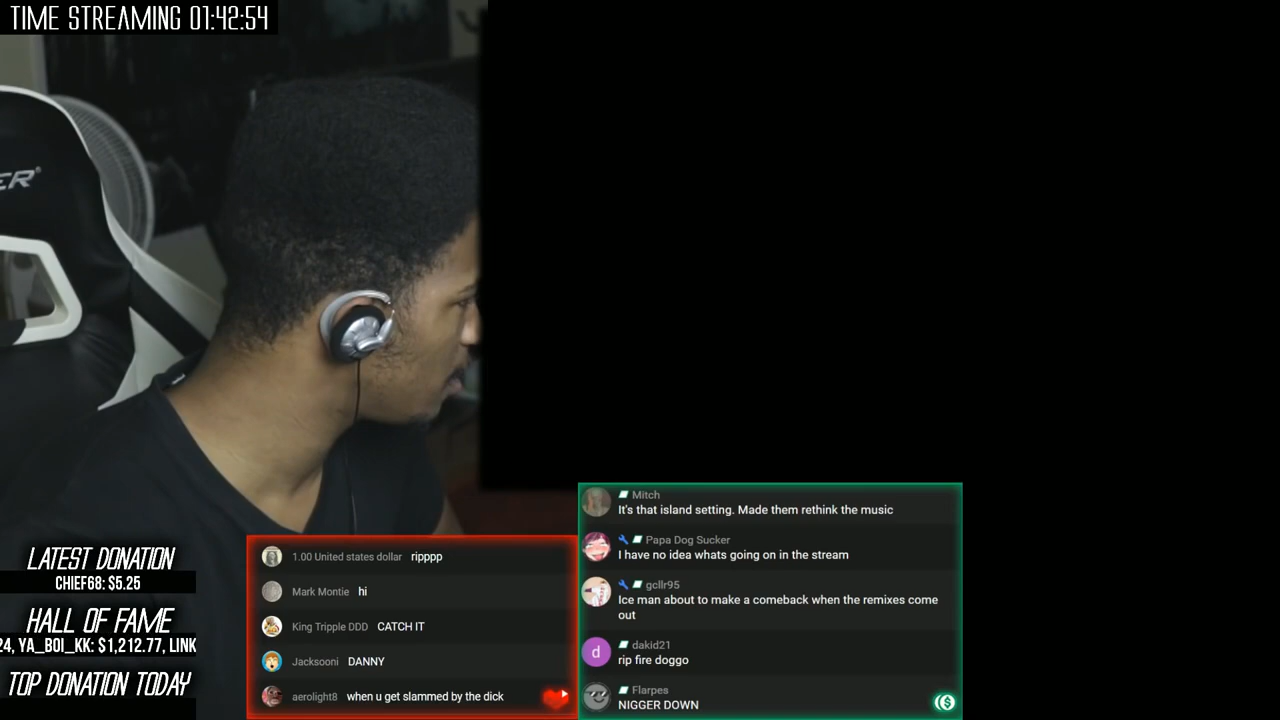 TIME STREAMING 01:42:54
ER®
Mitch
It's that island setting. Made them rethink the music
Papa Dog Sucker
I have no idea whats going on in the stream
gcllr95
Ice man about to make a comeback when the remixes come
out
d dakid21
rip fire doggo
Flarpes
NIGGER DOWN
1.00 United states dollar ripppp
Mark Montie hi
King Tripple DDD CATCH IT
Jacksooni DANNY
aerolight8 when u get slammed by the dick
LATEST DONATION
CHIEF68: $5.25
HALL OF FAME
24, YA_BOI_KK: $1,212.77, LINK
TOP DONATION TODAY